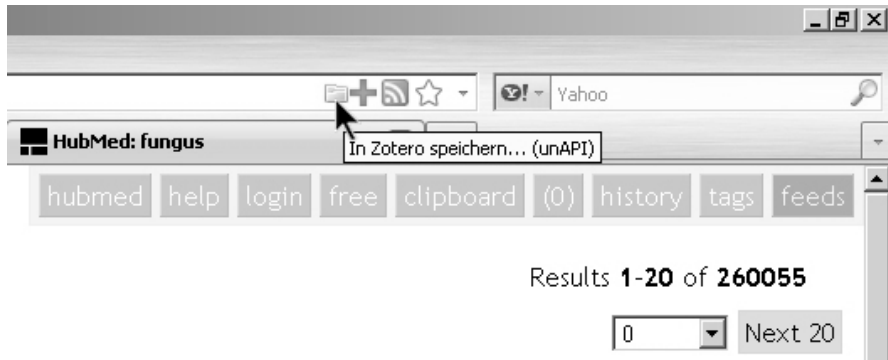 Y! Yahoo
HubMed: fungus
In Zotero speichern... (unAPI)
hubmed help login free clipboard (0) history tags feeds
Results 1-20 of 260055
0 Next 20